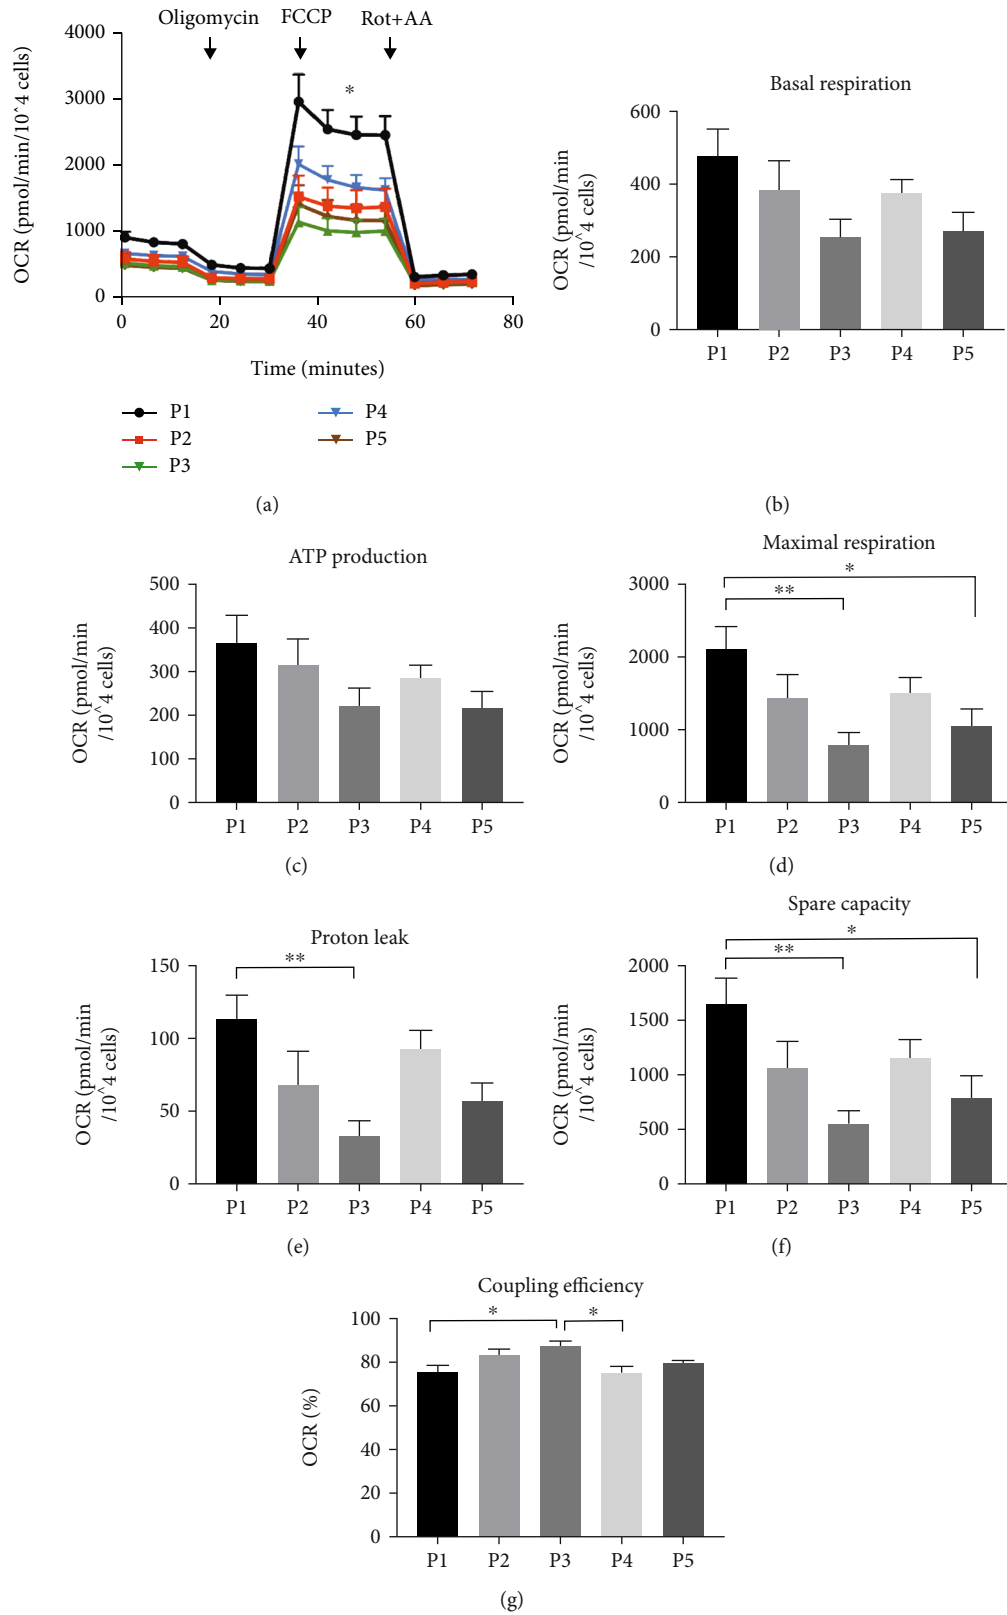 Oligomycin FCCP Rot+AA
OCR (pmol/min/10^4 cells)
4000
3000
2000
1000
0
*
0 20 40 60 80
Time (minutes)
P1 P4
P2 P5
P3
(a)
Basal respiration
OCR (pmol/min
/10^4 cells)
600
400
200
0
P1 P2 P3 P4 P5
(b)
ATP production
OCR (pmol/min
/10^4 cells)
500
400
300
200
100
0
P1 P2 P3 P4 P5
(c)
Maximal respiration
OCR (pmol/min
/10^4 cells)
*
**
3000
2000
1000
0
P1 P2 P3 P4 P5
(d)
Proton leak
OCR (pmol/min
/10^4 cells)
**
150
100
50
0
P1 P2 P3 P4 P5
(e)
Spare capacity
OCR (pmol/min
/10^4 cells)
*
**
2000
1500
1000
500
0
P1 P2 P3 P4 P5
(f)
Coupling efficiency
OCR (%)
* *
100
80
60
40
20
0
P1 P2 P3 P4 P5
(g)